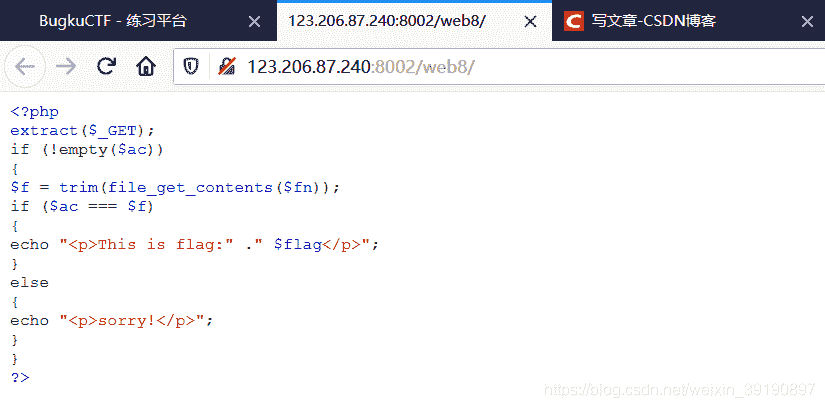 BugkuCTF - 练习平台
123.206.87.240:8002/web8/
C 写文章-CSDN博客
123.206.87.240:8002/web8/
<?php
extract($_GET);
if (!empty($ac))
{
$f = trim(file_get_contents($fn));
if ($ac === $f)
{
echo "<p>This is flag:" ." $flag</p>";
}
else
{
echo "<p>sorry!</p>";
}
}
?>
https://blog.csdn.net/weixin_39190897